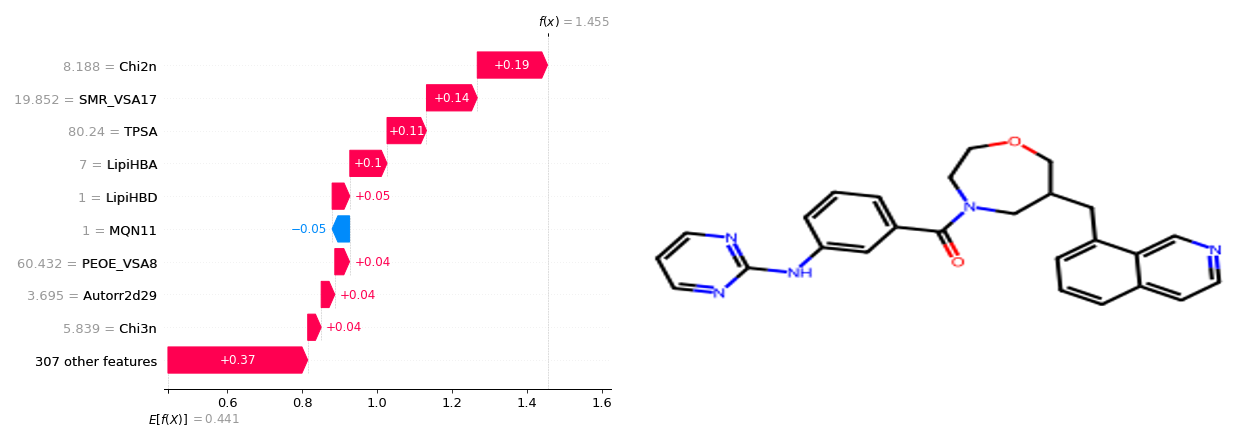 f(x) = 1.455
8.188 = Chi2n
+0.19
19.852 = SMR_VSA17
+0.14
80.24 = TPSA
+0.11
7 = LipiHBA
+0.1
1 = LipiHBD
+0.05
1 = MQN11
−0.05
60.432 = PEOE_VSA8
+0.04
3.695 = Autorr2d29
+0.04
5.839 = Chi3n
+0.04
307 other features
+0.37
0.6 0.8 1.0 1.2 1.4 1.6
E[f(X)] = 0.441
O
N
N
N
N
NH
O
N